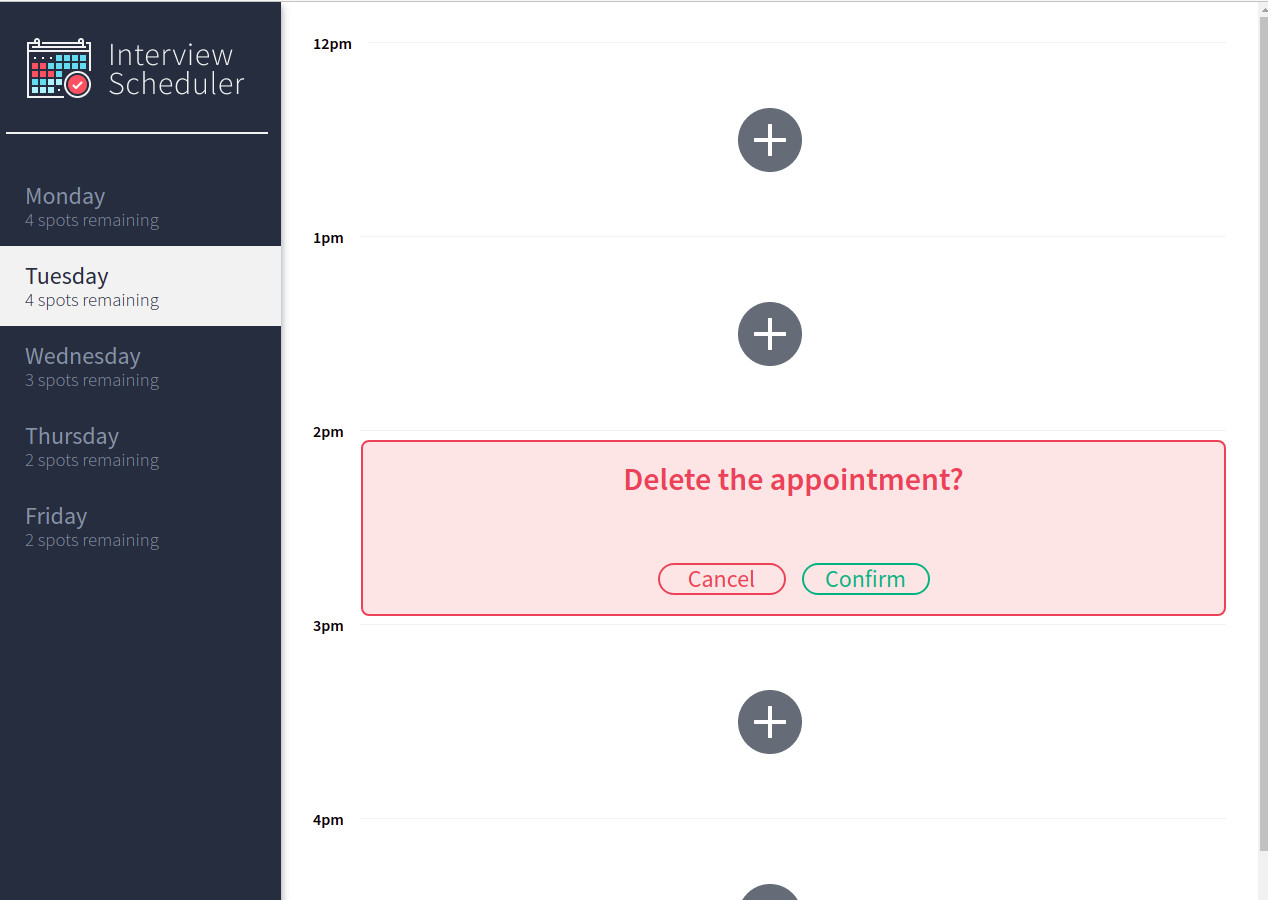 Interview
Scheduler
Monday
4 spots remaining
Tuesday
4 spots remaining
Wednesday
3 spots remaining
Thursday
2 spots remaining
Friday
2 spots remaining
12pm
1pm
2pm
Delete the appointment?
Cancel Confirm
3pm
4pm